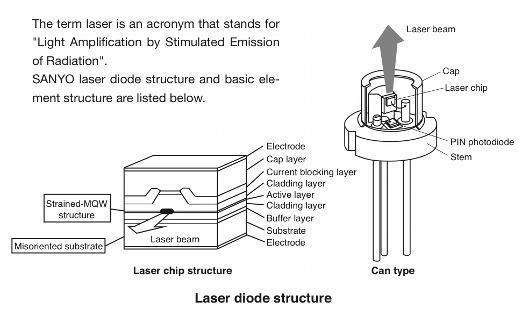 The term laser is an acronym that stands for
"Light Amplification by Stimulated Emission
of Radiation".
SANYO laser diode structure and basic ele-
ment structure are listed below.
Laser beam
Cap
Laser chip
PIN photodiode
Stem
Can type
Electrode
Cap layer
Current blocking layer
Cladding layer
Active layer
Cladding layer
Buffer layer
Substrate
Electrode
Strained-MQW
structure
Misoriented substrate
Laser beam
Laser chip structure
Laser diode structure